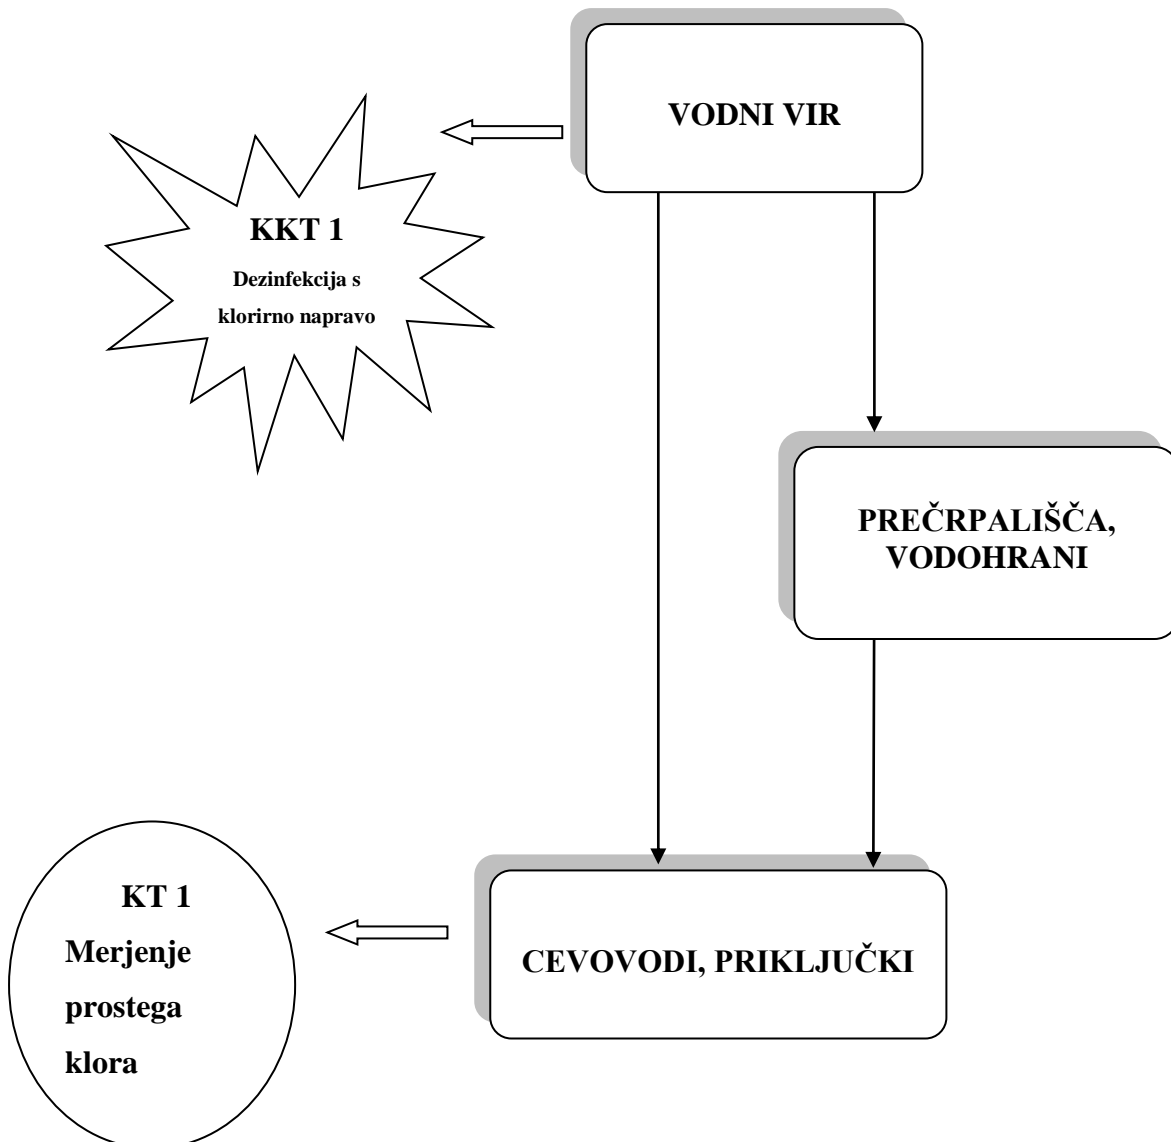 VODNI VIR
KKT 1
Dezinfekcija s
klorirno napravo
PREČRPALIŠČA,
VODOHRANI
KT 1
Merjenje
prostega
klora
CEVOVODI, PRIKLJUČKI